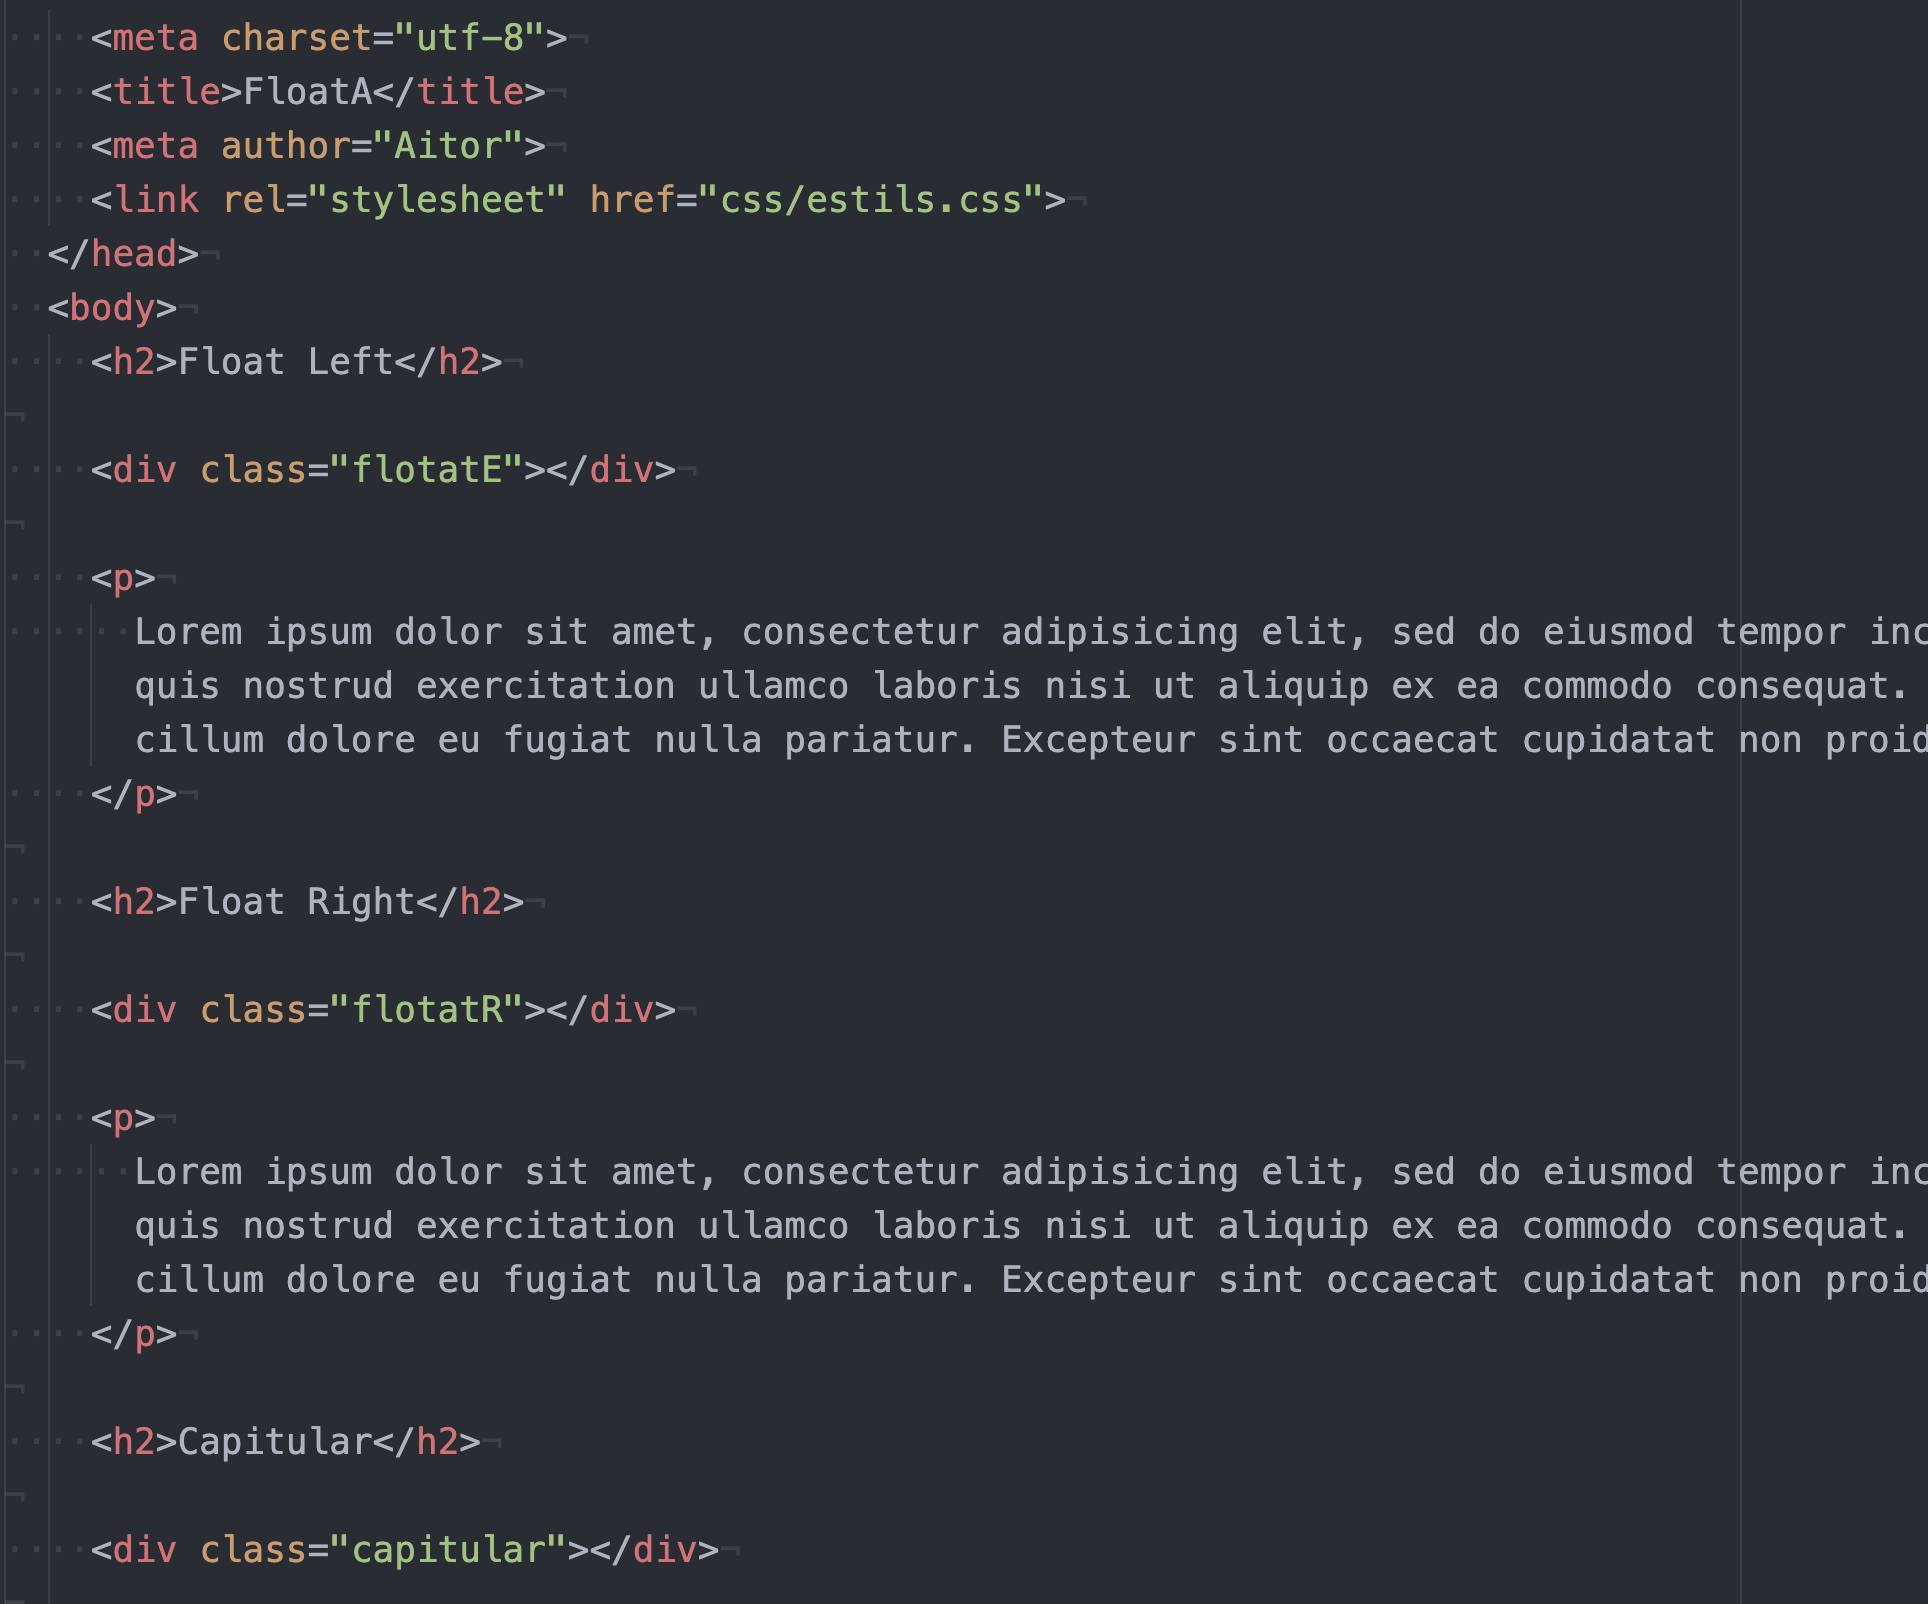 <meta charset="utf-8">
<title>FloatA</title>
<meta author="Aitor">
<link rel="stylesheet" href="css/estils.css">
</head>
<body>
<h2>Float Left</h2>
<div class="flotatE"></div>
<p>
Lorem ipsum dolor sit amet, consectetur adipisicing elit, sed do eiusmod tempor inc
quis nostrud exercitation ullamco laboris nisi ut aliquip ex ea commodo consequat.
cillum dolore eu fugiat nulla pariatur. Excepteur sint occaecat cupidatat non proid
</p>
<h2>Float Right</h2>
<div class="flotatR"></div>
<p>
Lorem ipsum dolor sit amet, consectetur adipisicing elit, sed do eiusmod tempor inc
quis nostrud exercitation ullamco laboris nisi ut aliquip ex ea commodo consequat.
cillum dolore eu fugiat nulla pariatur. Excepteur sint occaecat cupidatat non proid
</p>
<h2>Capitular</h2>
<div class="capitular"></div>